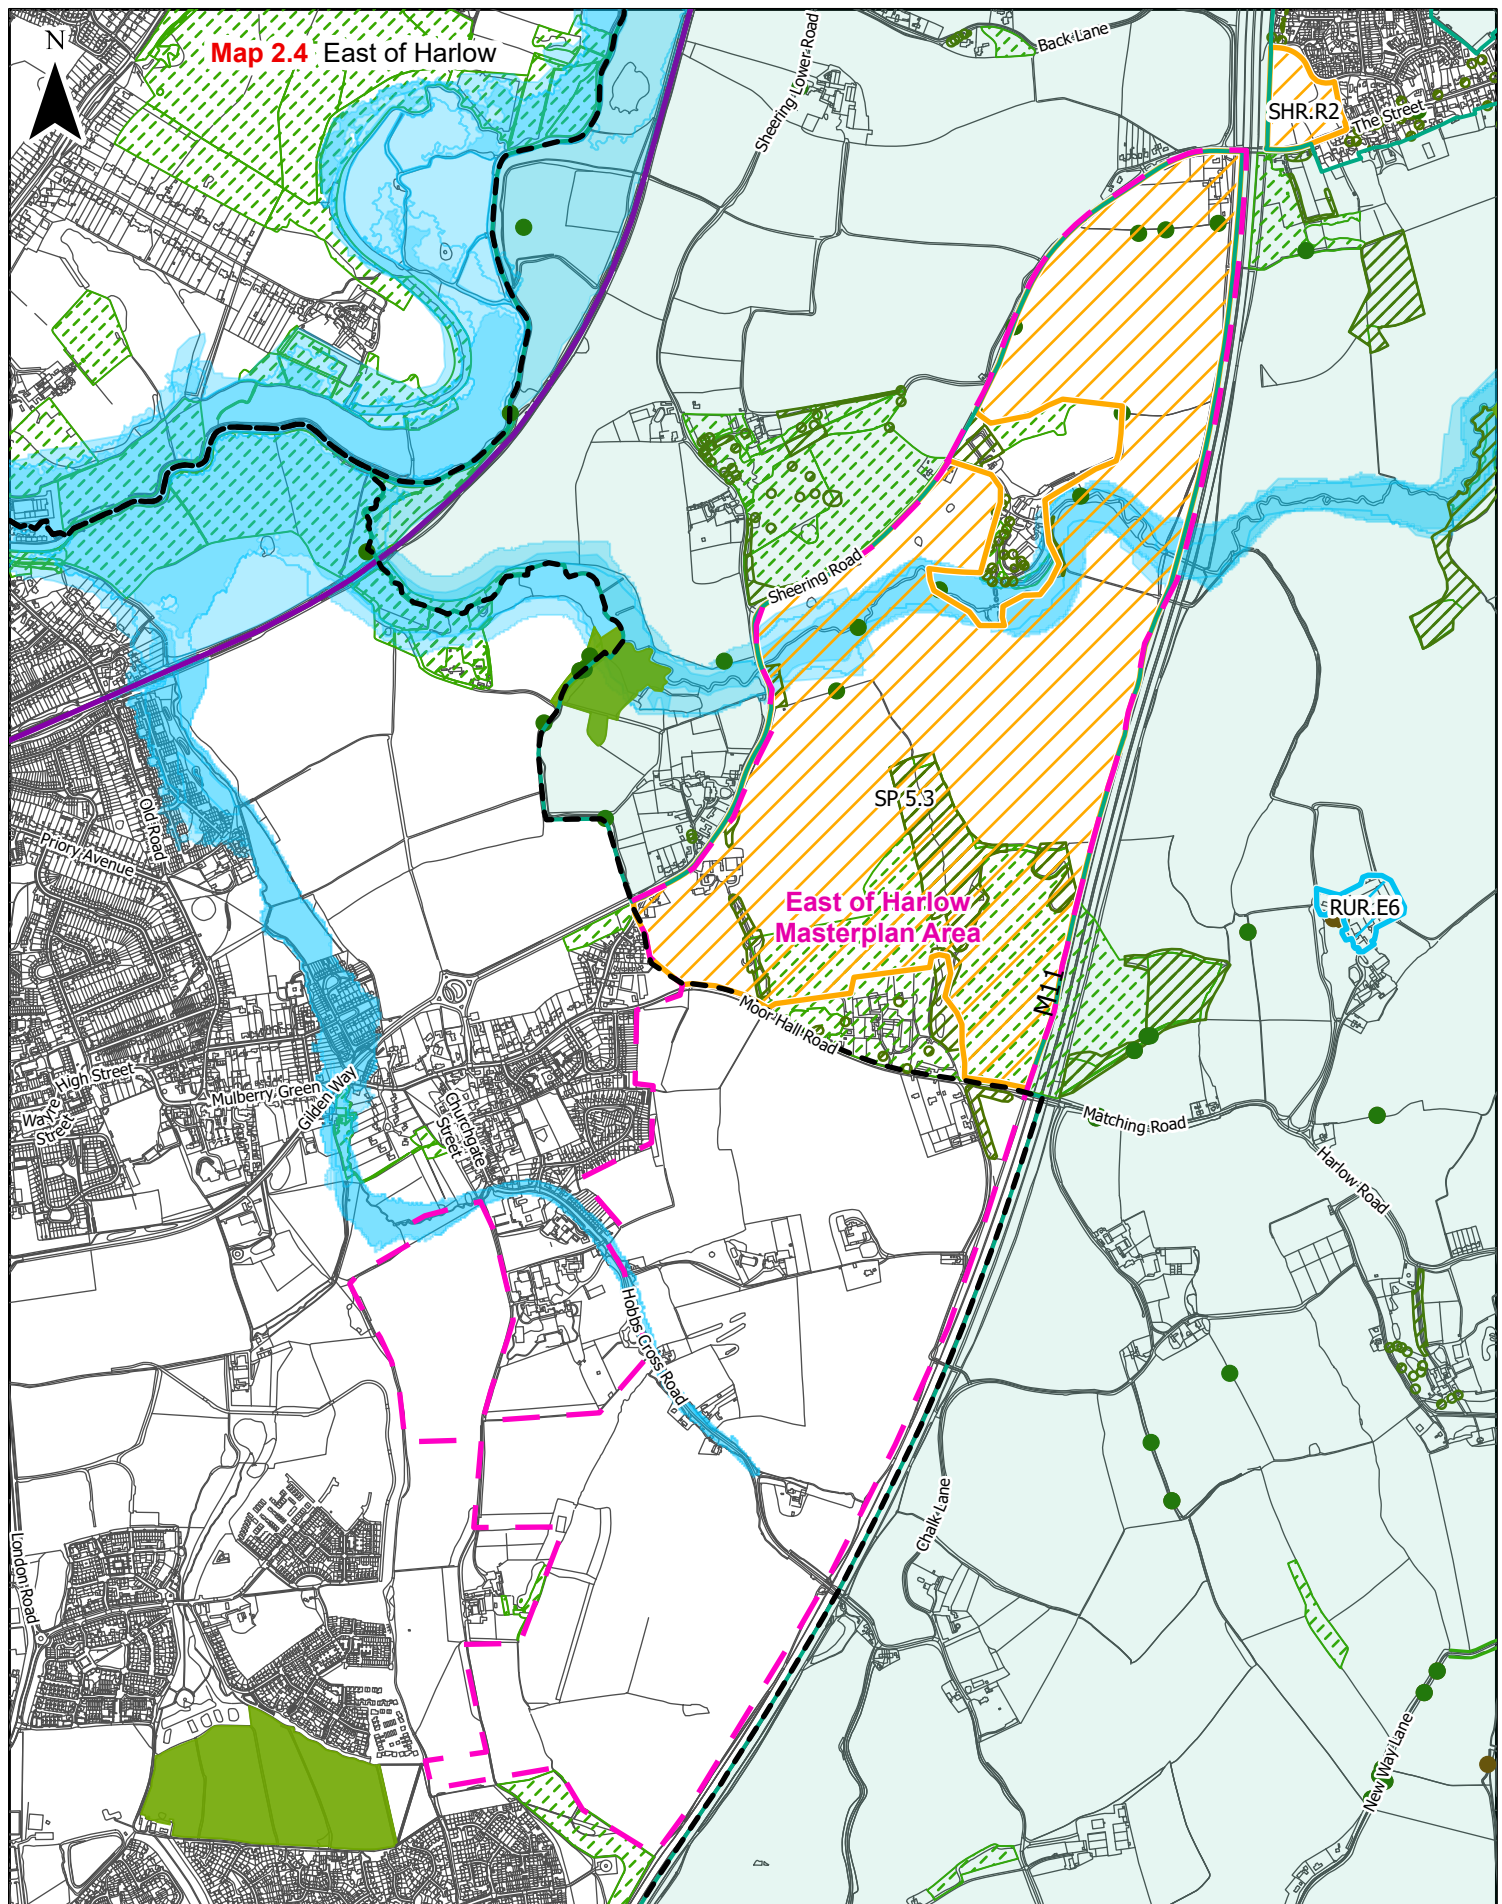 N
Map 2.4 East of Harlow
Sheering Lower Road
Back Lane
SHR.R2
The Street
Sheering Road
SP 5.3
Old Road
Priory Avenue
East of Harlow
Masterplan Area
RUR.E6
M11
Moor Hall Road
Wayre Street
High Street
Mulberry Green
Gilden Way
Churchgate
Street
Matching Road
Harlow Road
Hobbs Cross Road
Chalk Lane
London Road
New Way Lane